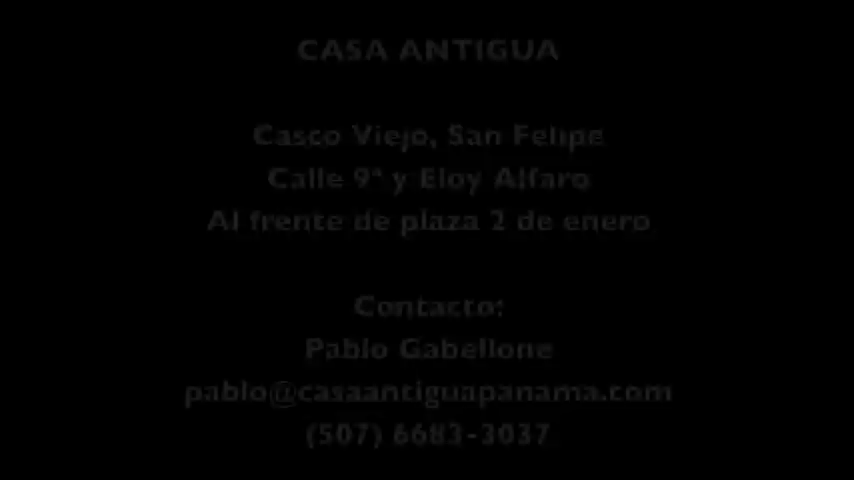 CASA ANTIGUA
Casco Viejo, San Felipe
Calle 9ª y Eloy Alfaro
Al frente de plaza 2 de enero
Contacto:
Pablo Gabellone
pablo@casaantiguapanama.com
(507) 6683-3037